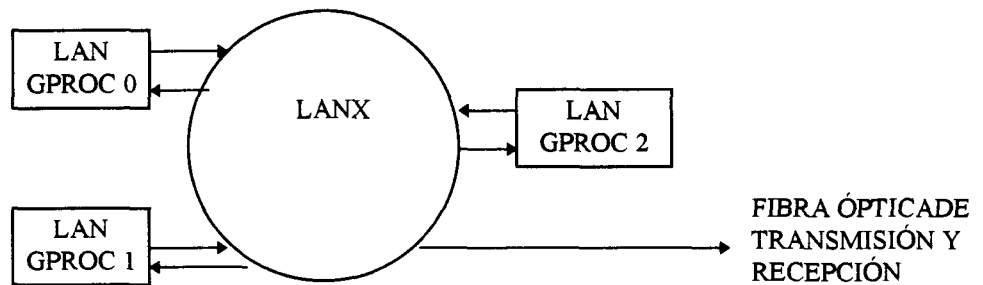 LAN
GPROC 0
LANX
LAN
GPROC 2
LAN
GPROC 1
FIBRA ÓPTICADE
TRANSMISIÓN Y
RECEPCIÓN